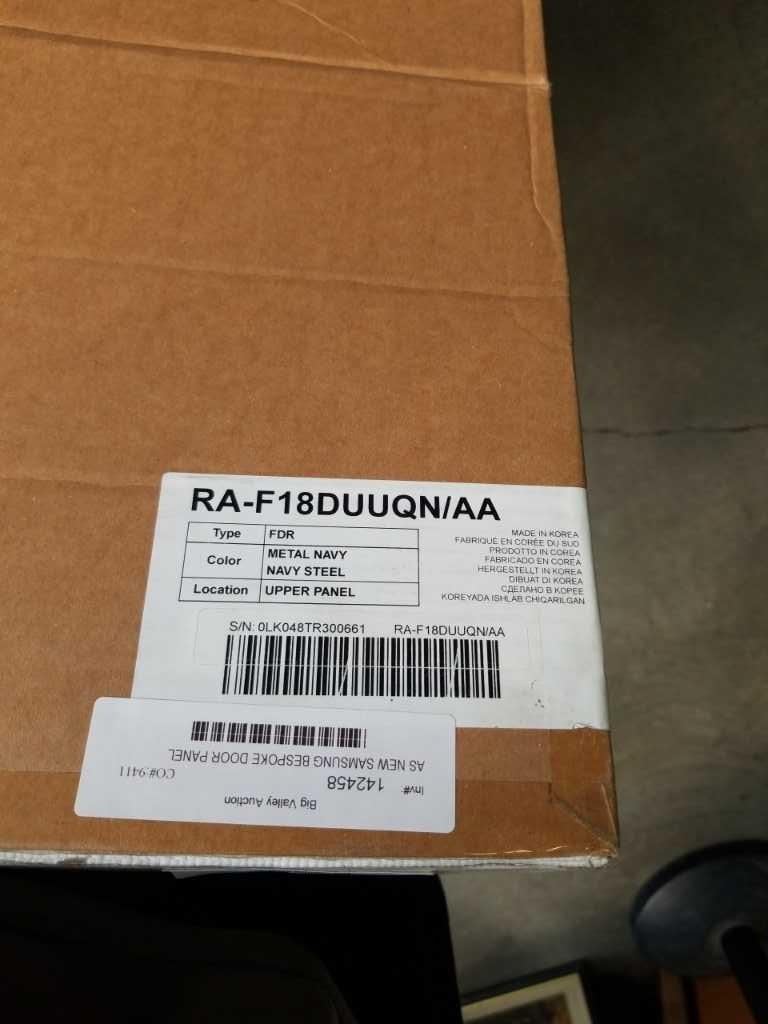 RA-F18DUUQN/AA
Type FDR
Color METAL NAVY
NAVY STEEL
Location UPPER PANEL
MADE IN KOREA
FABRIQUÉ EN CORÉE DU SUD
PRODOTTO IN COREA
FABRICADO EN COREA
HERGESTELLT IN KOREA
DIBUAT DI KOREA
СДЕЛАНО В КОРЕЕ
KOREYADA ISHLAB CHIQARILGAN
S/N: 0LK048TR300661 RA-F18DUUQN/AA
Big Valley Auction
Inv# 142458 CO#:9411
AS NEW SAMSUNG BESPOKE DOOR PANEL